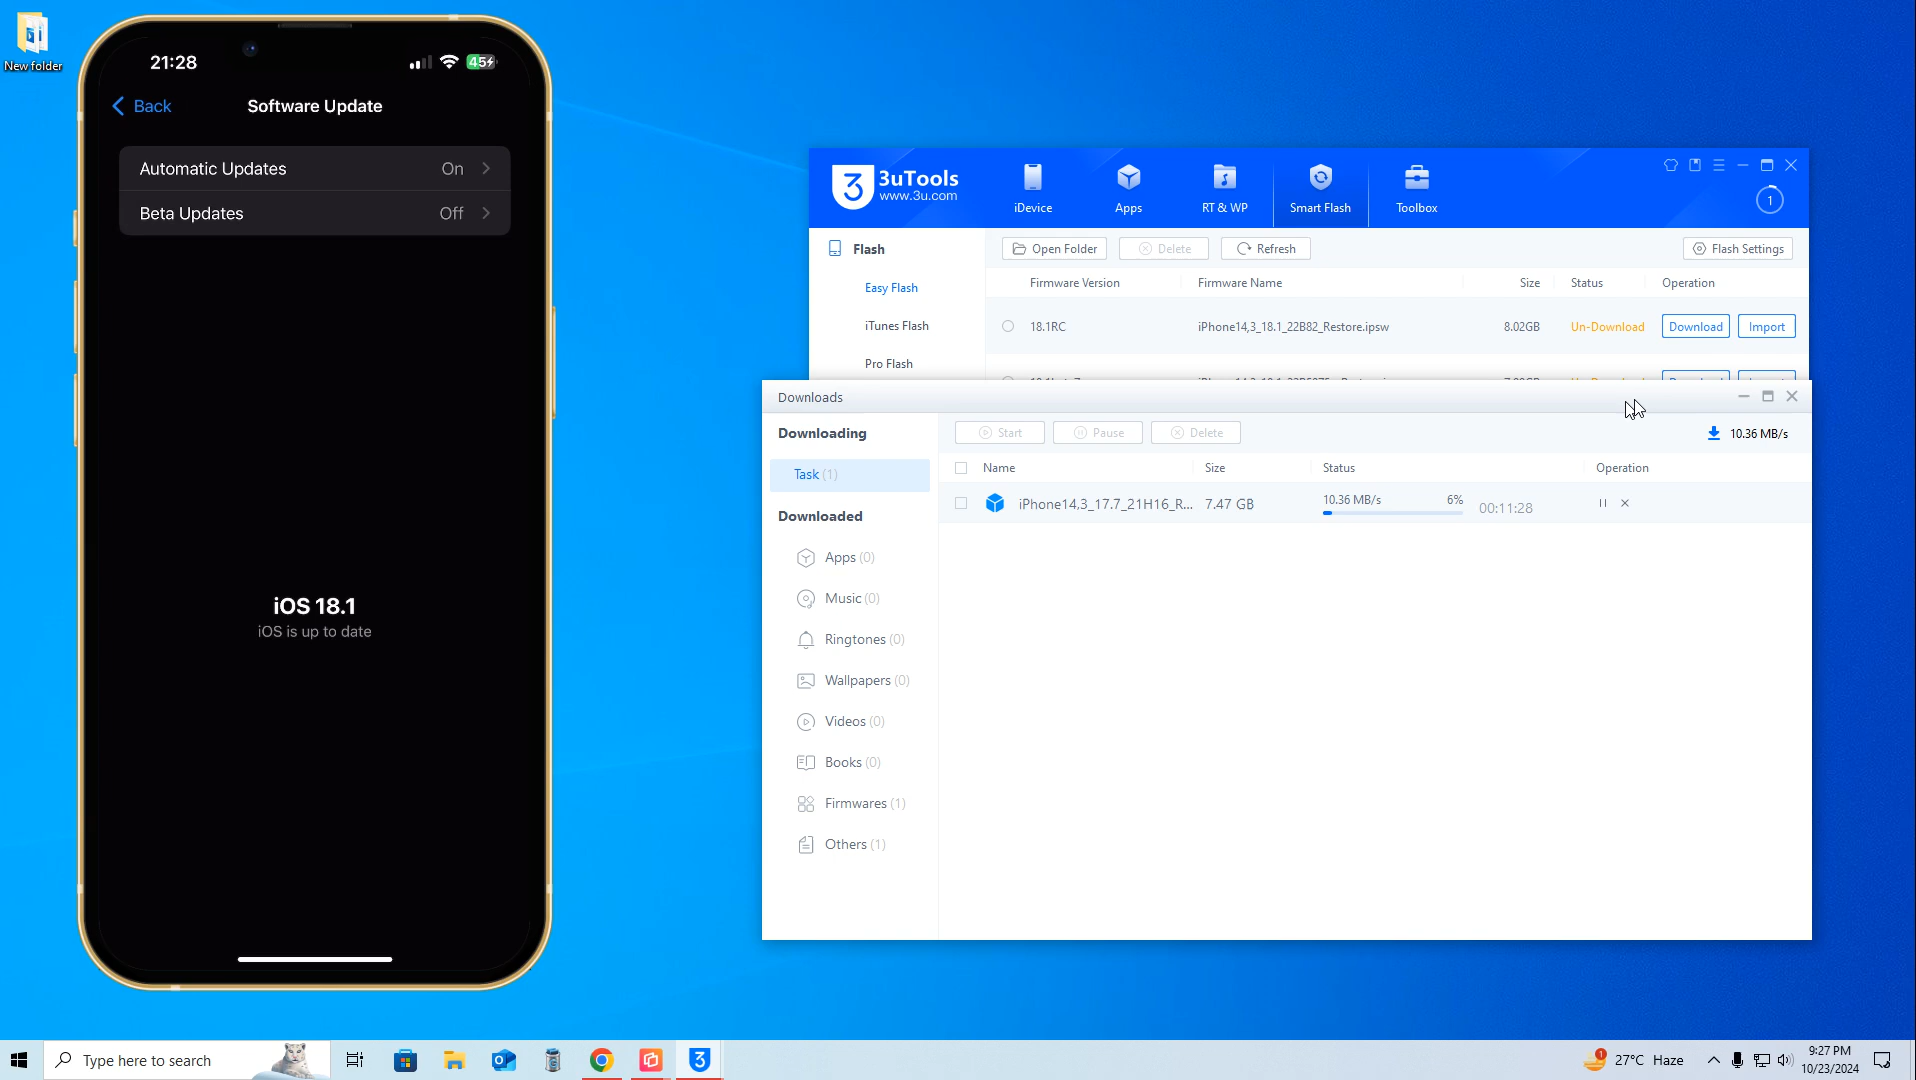 New folder
21:28
45
Back
Software Update
Automatic Updates On
Beta Updates Off
iOS 18.1
iOS is up to date
3
3uTools
www.3u.com
iDevice
Apps
RT & WP
Smart Flash
Toolbox
1
Flash
Easy Flash
iTunes Flash
Pro Flash
Open Folder
Delete
Refresh
Flash Settings
Firmware Version Firmware Name Size Status Operation
18.1RC iPhone14,3_18.1_22B82_Restore.ipsw 8.02GB Un-Download Download Import
Downloads
Downloading
Task (1)
Downloaded
Apps (0)
Music (0)
Ringtones (0)
Wallpapers (0)
Videos (0)
Books (0)
Firmwares (1)
Others (1)
Start
Pause
Delete
10.36 MB/s
Name Size Status Operation
iPhone14,3_17.7_21H16_R... 7.47 GB 10.36 MB/s 6% 00:11:28
Type here to search
3
1
27°C Haze
9:27 PM
10/23/2024